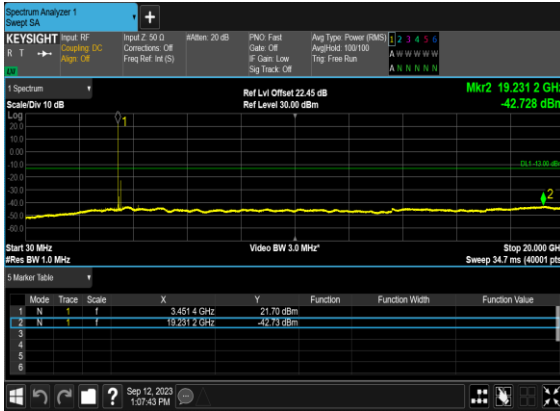 Spectrum Analyzer 1
Swept SA
KEYSIGHT Input: RF Input Z: 50 Ω #Atten: 20 dB PNO: Fast Avg Type: Power (RMS) 1 2 3 4 5 6
R T Coupling: DC Corrections: Off Gate: Off Avg|Hold: 100/100 A W W W W W
Align: Off Freq Ref: Int (S) IF Gain: Low Trig: Free Run
Sig Track: Off A N N N N N
1 Spectrum Ref Lvl Offset 22.45 dB Mkr2 19.231 2 GHz
Scale/Div 10 dB Ref Level 30.00 dBm -42.728 dBm
Log
20.0
10.0
0.00
-10.0
DL1 -13.00 dBm
-20.0
-30.0
-40.0
-50.0
-60.0
1
2
Start 30 MHz Video BW 3.0 MHz* Stop 20.000 GH
#Res BW 1.0 MHz Sweep 34.7 ms (40001 pts
5 Marker Table
Mode Trace Scale X Y Function Function Width Function Value
1 N 1 f 3.451 4 GHz 21.70 dBm
2 N 1 f 19.231 2 GHz -42.73 dBm
3
4
5
6
? Sep 12, 2023
1:07:43 PM